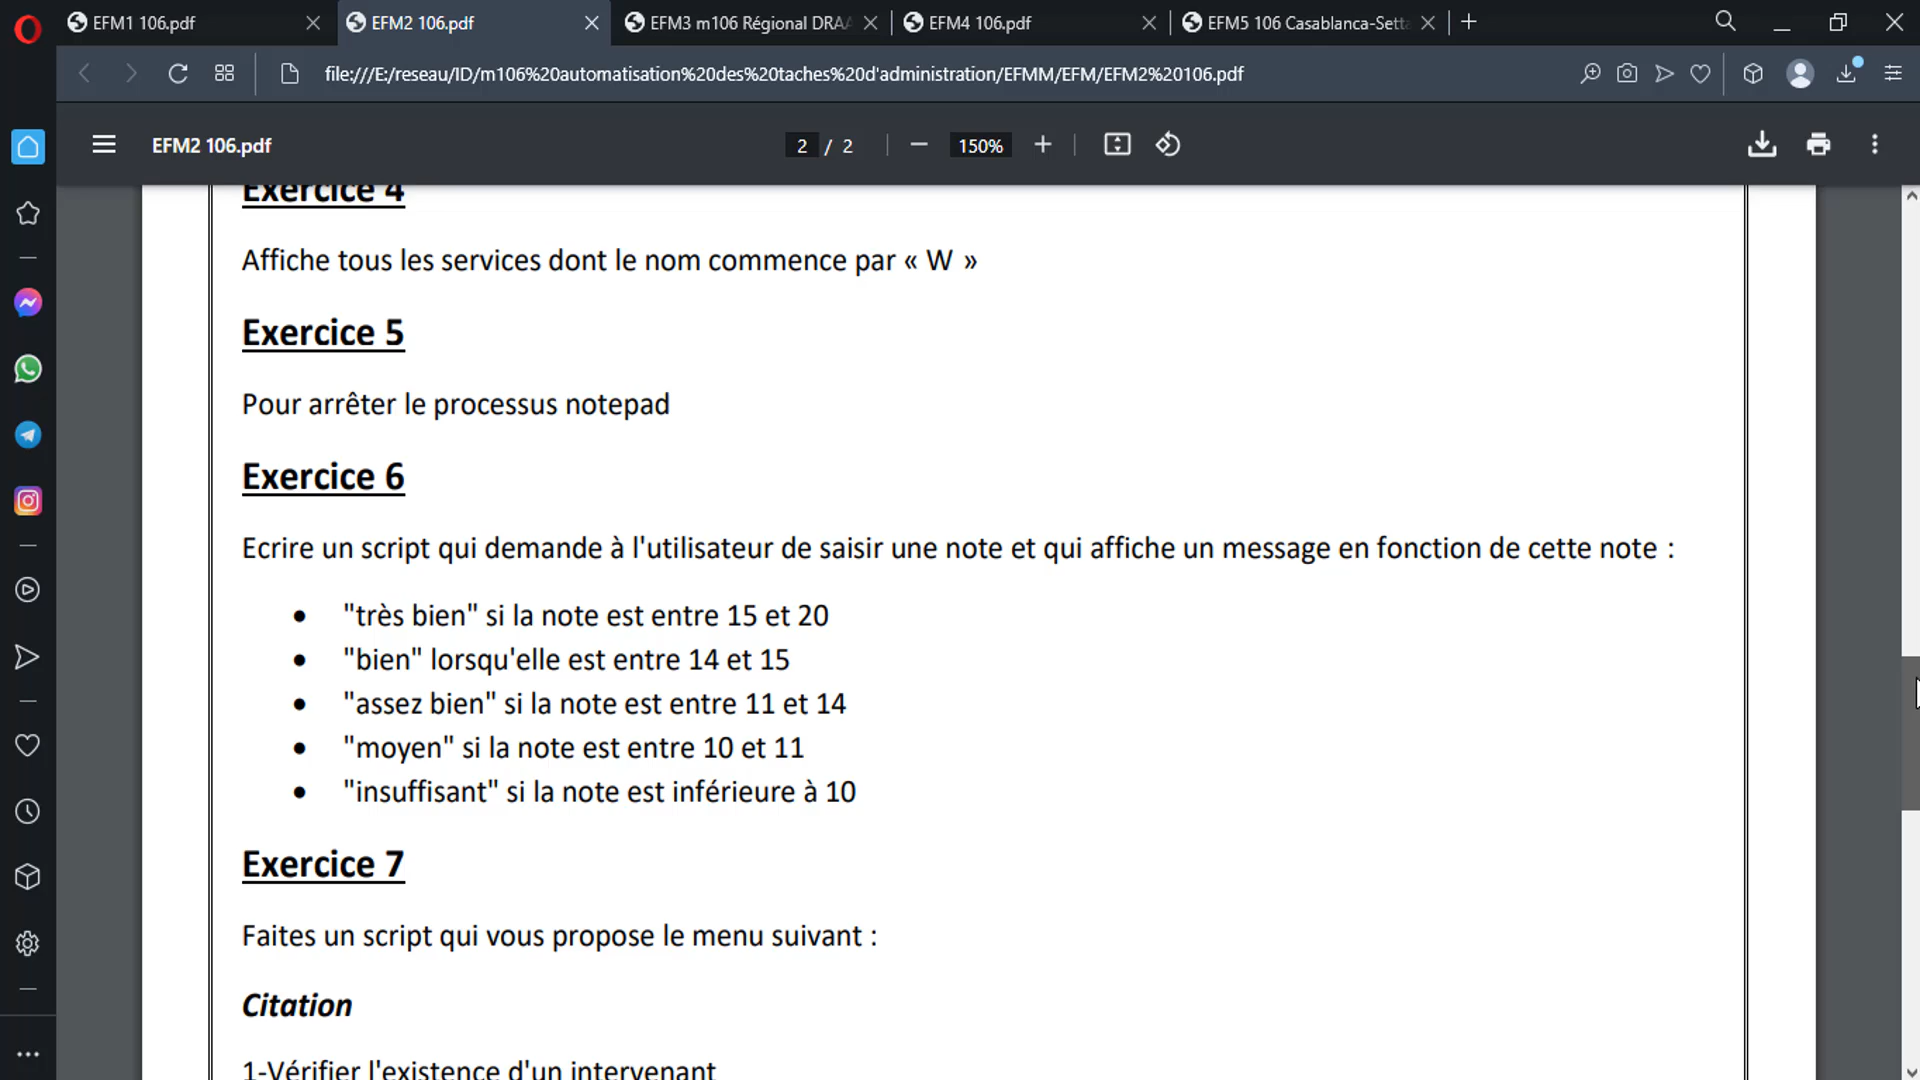 EFM1 106.pdf
EFM2 106.pdf
EFM3 m106 Régional DRAA
EFM4 106.pdf
EFM5 106 Casablanca-Setta
file:///E:/reseau/ID/m106%20automatisation%20des%20taches%20d'administration/EFMM/EFM/EFM2%20106.pdf
EFM2 106.pdf
2 / 2
150%
Exercice 4
Affiche tous les services dont le nom commence par « W »
Exercice 5
Pour arrêter le processus notepad
Exercice 6
Ecrire un script qui demande à l'utilisateur de saisir une note et qui affiche un message en fonction de cette note :
• "très bien" si la note est entre 15 et 20
• "bien" lorsqu'elle est entre 14 et 15
• "assez bien" si la note est entre 11 et 14
• "moyen" si la note est entre 10 et 11
• "insuffisant" si la note est inférieure à 10
Exercice 7
Faites un script qui vous propose le menu suivant :
Citation
1-Vérifier l'existence d'un intervenant